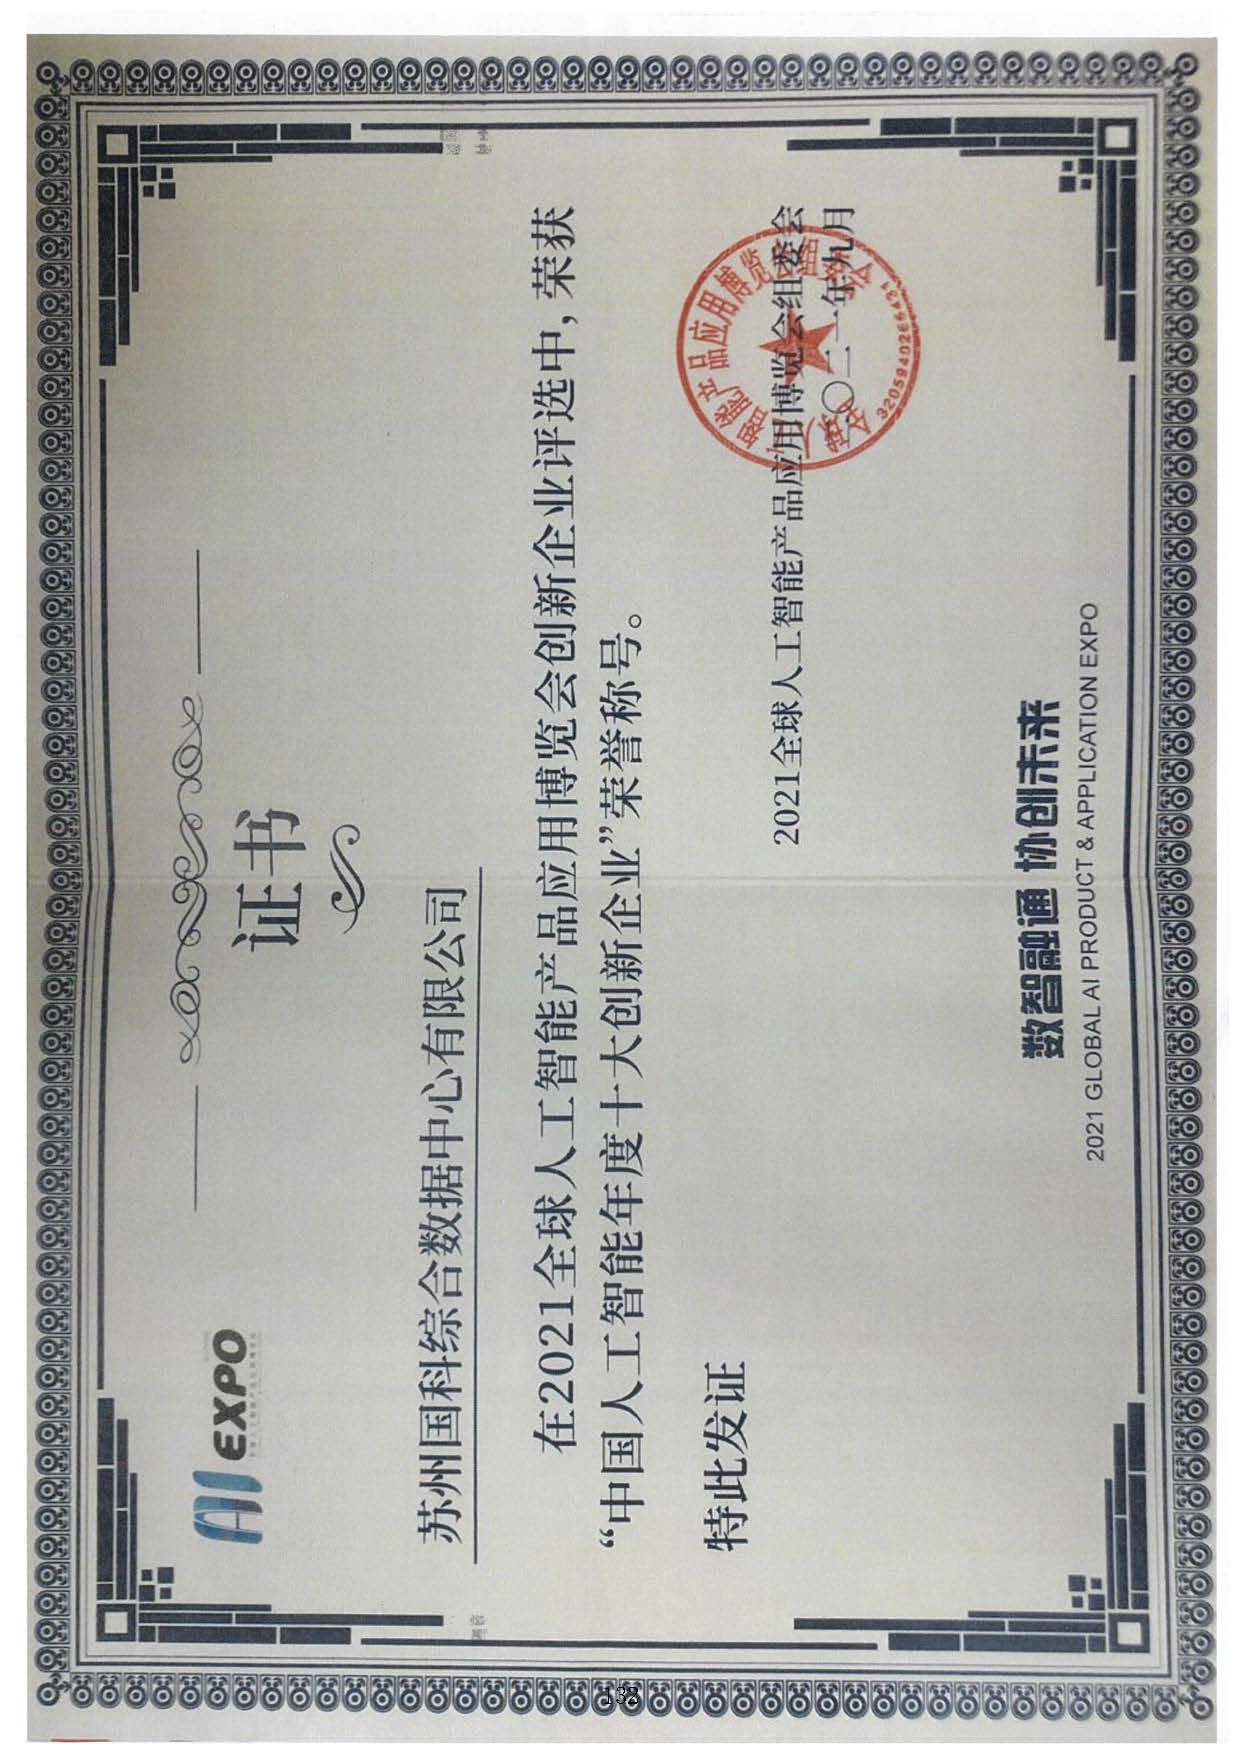 AI EXPO
证书
苏州国科综合数据中心有限公司
在2021全球人工智能产品应用博览会创新企业评选中，荣获
“中国人工智能年度十大创新企业”荣誉称号。
特此发证
2021全球人工智能产品应用博览会组委会
二〇二一年九月
数智融通 协创未来
2021 GLOBAL AI PRODUCT & APPLICATION EXPO
132